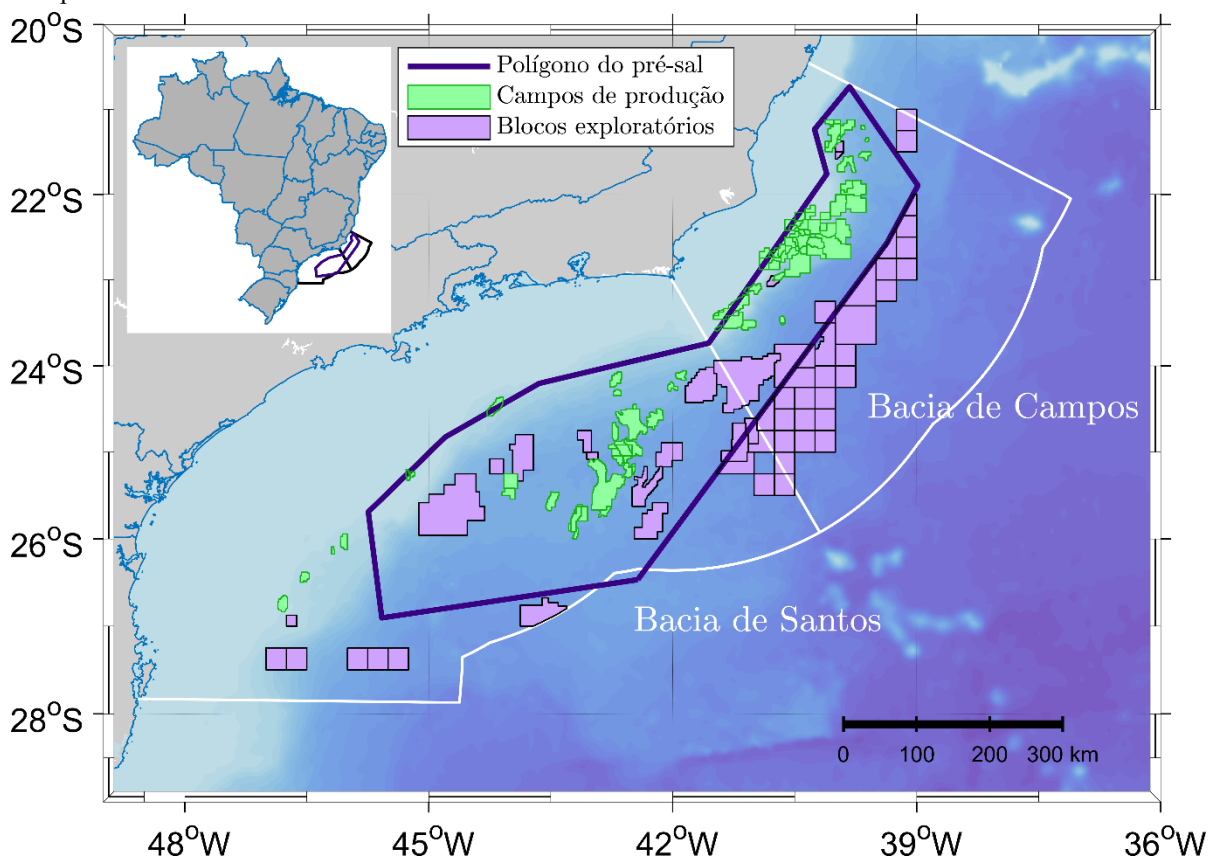 20°S
22°S
24°S
26°S
28°S
Polígono do pré-sal
Campos de produção
Blocos exploratórios
Bacia de Campos
Bacia de Santos
0 100 200 300 km
48°W 45°W 42°W 39°W 36°W